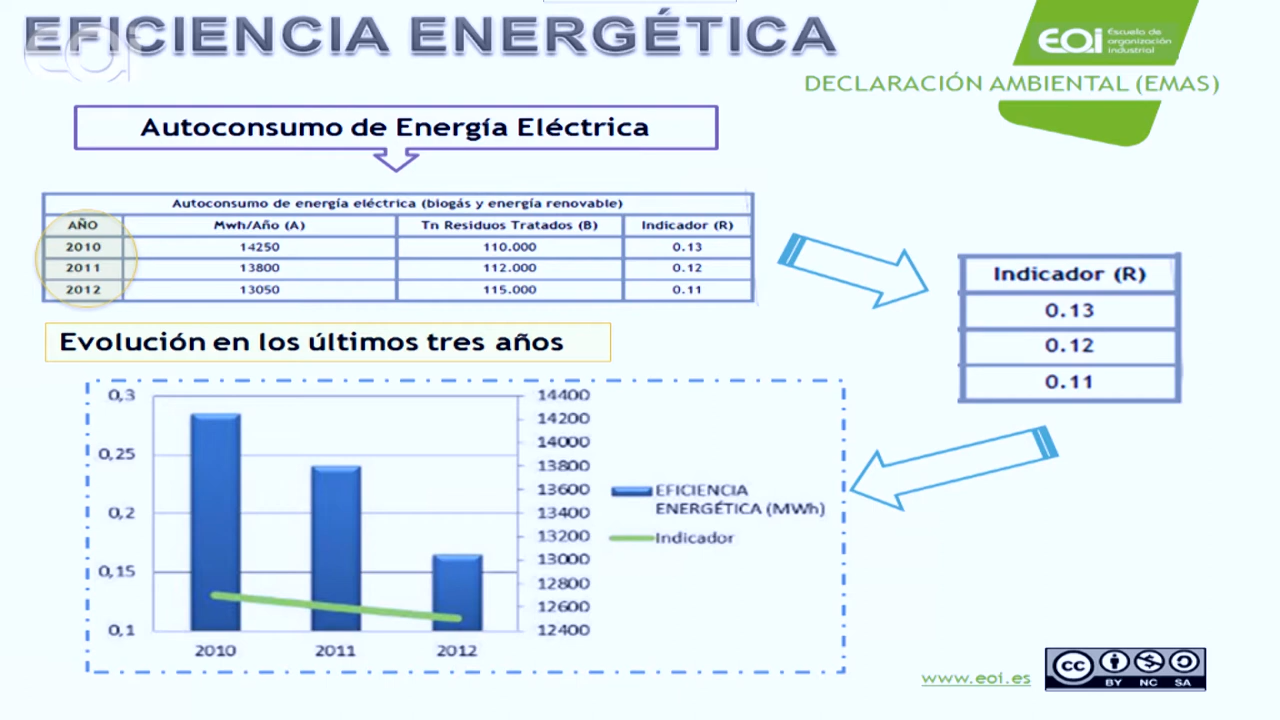 EFICIENCIA ENERGÉTICA
eoi
EOi Escuela de
organización
industrial
DECLARACIÓN AMBIENTAL (EMAS)
Autoconsumo de Energía Eléctrica
Autoconsumo de energía eléctrica (biogás y energía renovable)
AÑO Mwh/Año (A) Tn Residuos Tratados (B) Indicador (R)
2010 14250 110.000 0.13
2011 13800 112.000 0.12
2012 13050 115.000 0.11
Indicador (R)
0.13
0.12
0.11
Evolución en los últimos tres años
0,3
0,25
0,2
0,15
0,1
14400
14200
14000
13800
13600
13400
13200
13000
12800
12600
12400
2010 2011 2012
EFICIENCIA
ENERGÉTICA (MWh)
Indicador
www.eoi.es
cc
BY NC SA